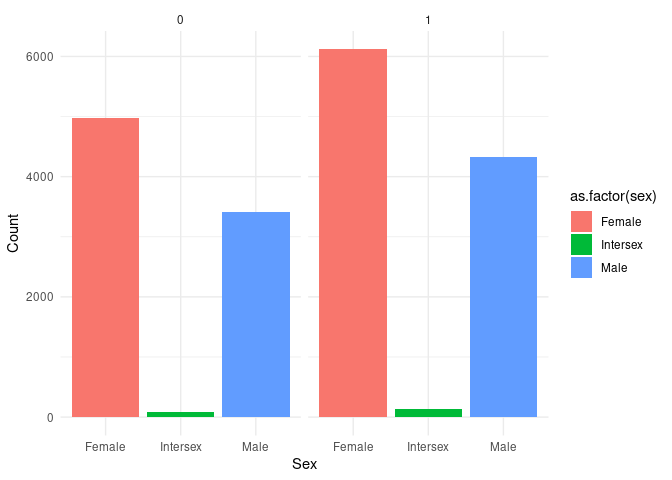 0
1
6000
4000
2000
0
Count
Female
Intersex
Male
Female
Intersex
Male
Sex
as.factor(sex)
Female
Intersex
Male